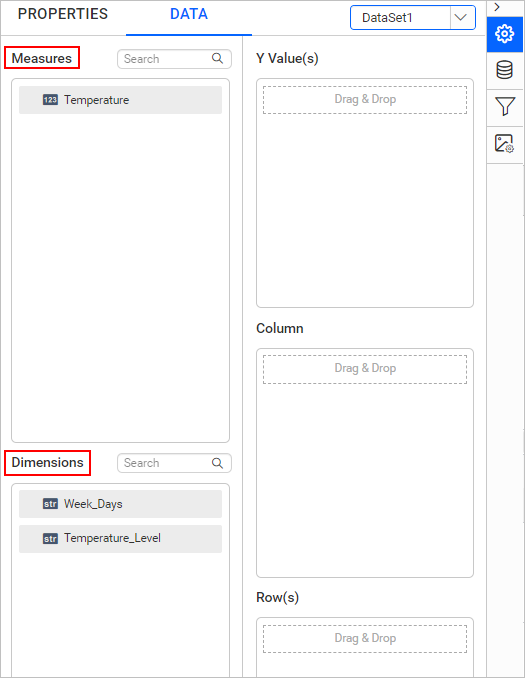 PROPERTIES
DATA
DataSet1
Measures
Search
123 Temperature
Dimensions
Search
str Week_Days
str Temperature_Level
Y Value(s)
Drag & Drop
Column
Drag & Drop
Row(s)
Drag & Drop